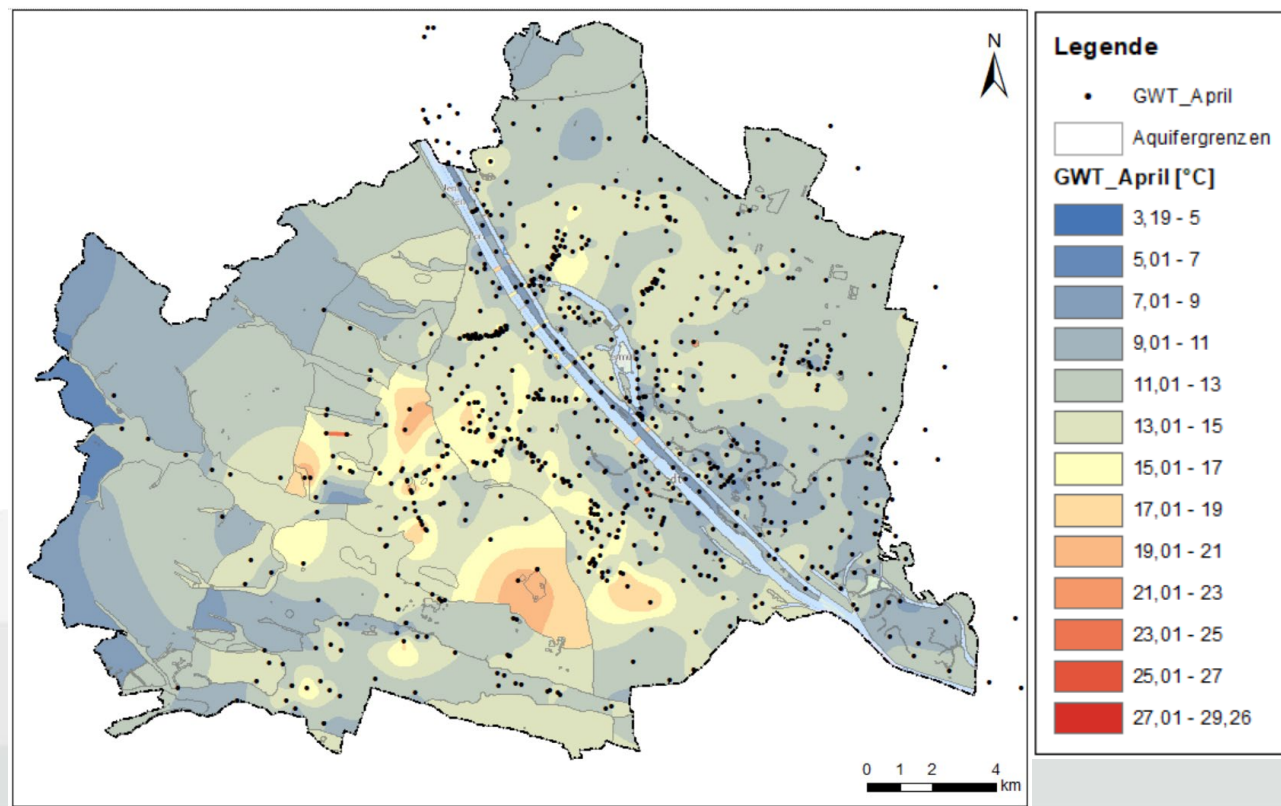 N
0 1 2 4
km
Legende
GWT_April
Aquifergrenzen
GWT_April [°C]
3,19 - 5
5,01 - 7
7,01 - 9
9,01 - 11
11,01 - 13
13,01 - 15
15,01 - 17
17,01 - 19
19,01 - 21
21,01 - 23
23,01 - 25
25,01 - 27
27,01 - 29,26